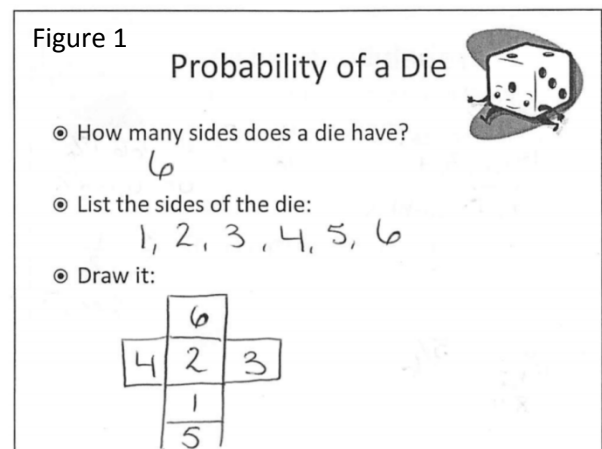 Figure 1
Probability of a Die
How many sides does a die have?
6
List the sides of the die:
1, 2, 3, 4, 5, 6
Draw it:
6
4 2 3
1
5